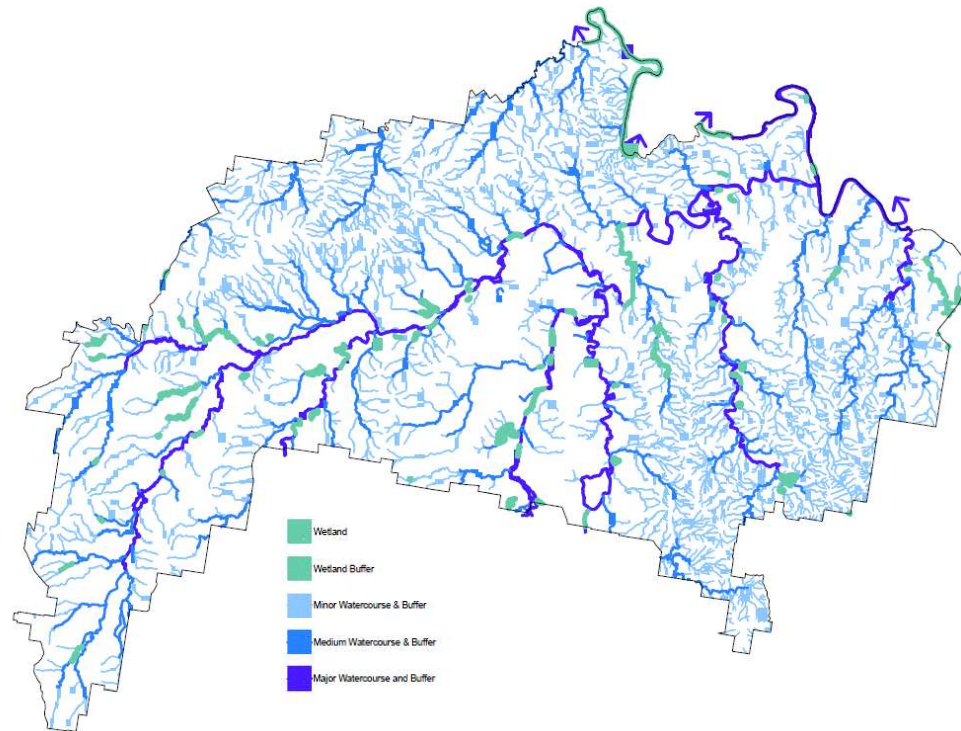 Wetland
Wetland Buffer
Minor Watercourse & Buffer
Medium Watercourse & Buffer
Major Watercourse and Buffer